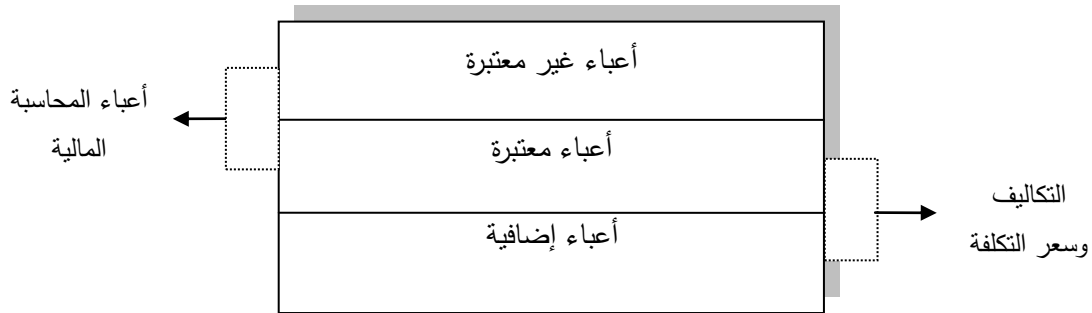 أعباء غير معتبرة
أعباء المحاسبة
المالية
أعباء معتبرة
التكاليف
وسعر التكلفة
أعباء إضافية